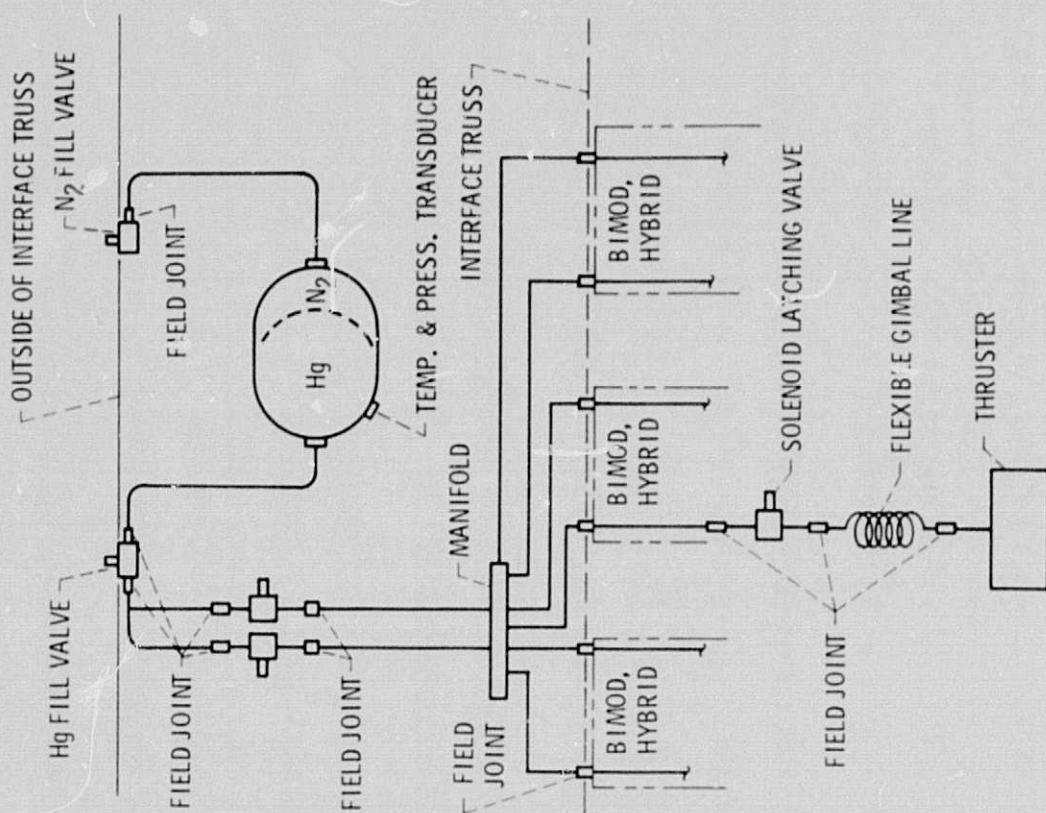 OUTSIDE OF INTERFACE TRUSS
N2 FILL VALVE
FIELD JOINT
Hg FILL VALVE
N2
Hg
TEMP. & PRESS. TRANSDUCER
FIELD JOINT
FIELD JOINT
MANIFOLD
INTERFACE TRUSS
FIELD
JOINT
BIMOD,
HYBRID
BIMOD,
HYBRID
BIMOD,
HYBRID
SOLENOID LATCHING VALVE
FLEXIBLE GIMBAL LINE
FIELD JOINT
THRUSTER